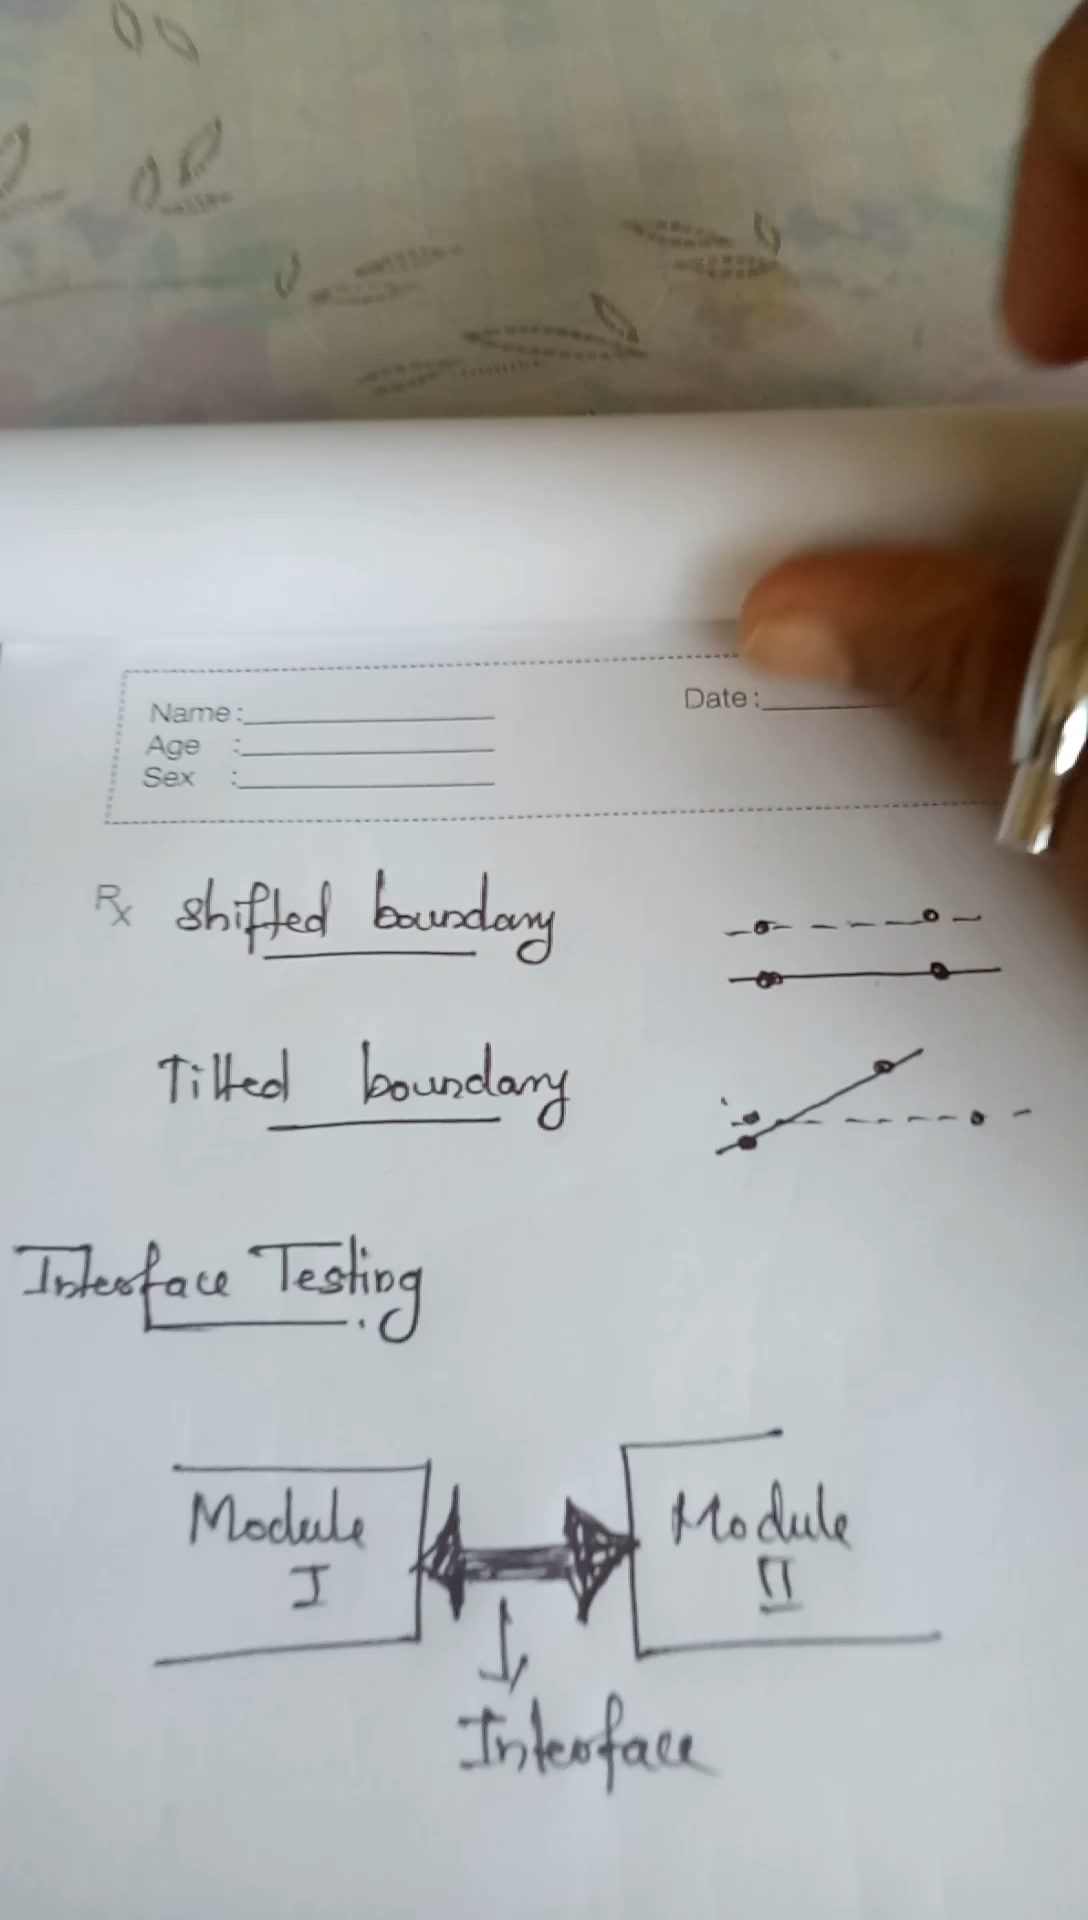 Name:
Date:
Age :
Sex :
Rx shifted boundary
Tilted boundary
Interface Testing
Module I
Module II
Interface